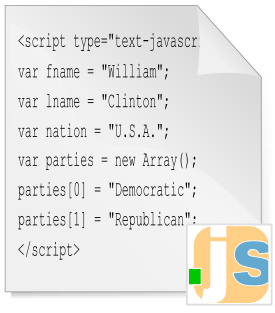 <script type="text-javascri
var fname = "William";
var lname = "Clinton";
var nation = "U.S.A.";
var parties = new Array();
parties[0] = "Democratic";
parties[1] = "Republican";
</script>
js